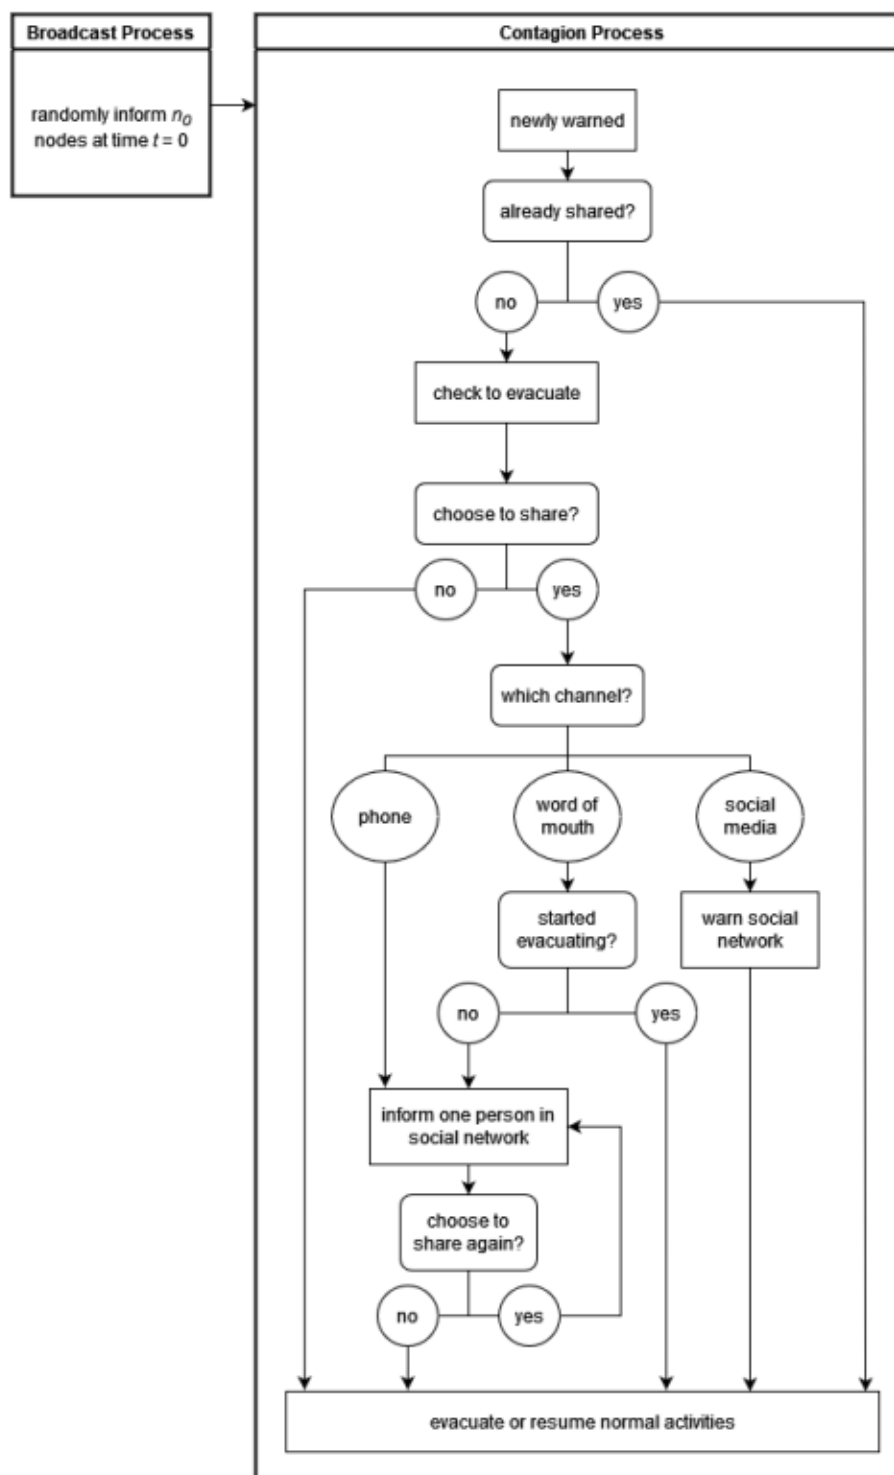 Broadcast Process
randomly inform n₀
nodes at time t = 0
Contagion Process
newly warned
already shared?
no
yes
check to evacuate
choose to share?
no
yes
which channel?
phone
word of
mouth
social
media
started
evacuating?
warn social
network
no
yes
inform one person in
social network
choose to
share again?
no
yes
evacuate or resume normal activities